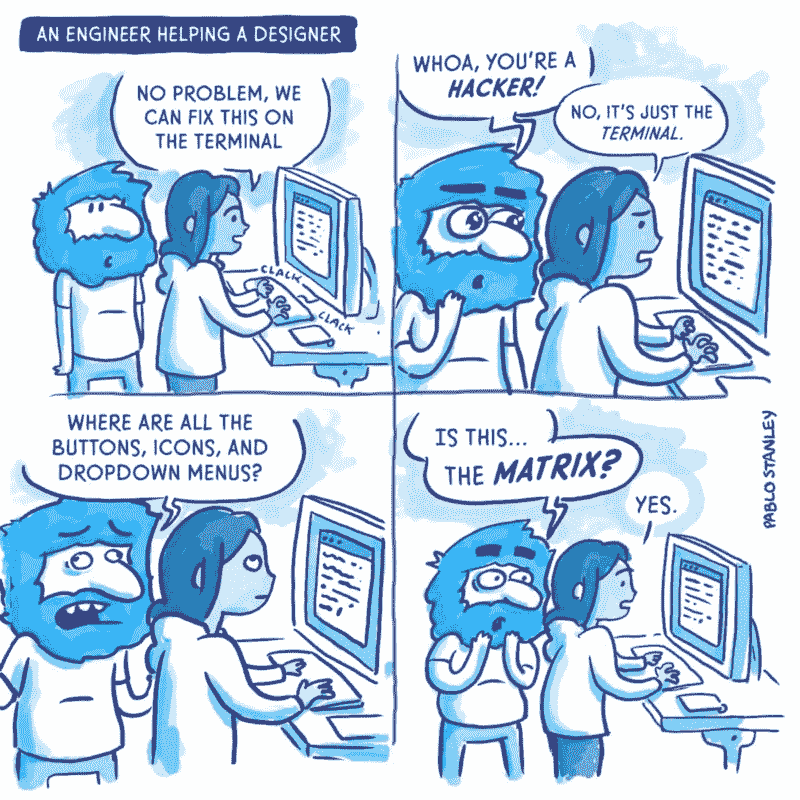 AN ENGINEER HELPING A DESIGNER
NO PROBLEM, WE
CAN FIX THIS ON
THE TERMINAL
CLACK
CLACK
WHOA, YOU'RE A
HACKER!
NO, IT'S JUST THE
TERMINAL.
WHERE ARE ALL THE
BUTTONS, ICONS, AND
DROPDOWN MENUS?
IS THIS...
THE MATRIX?
YES.
PABLO STANLEY